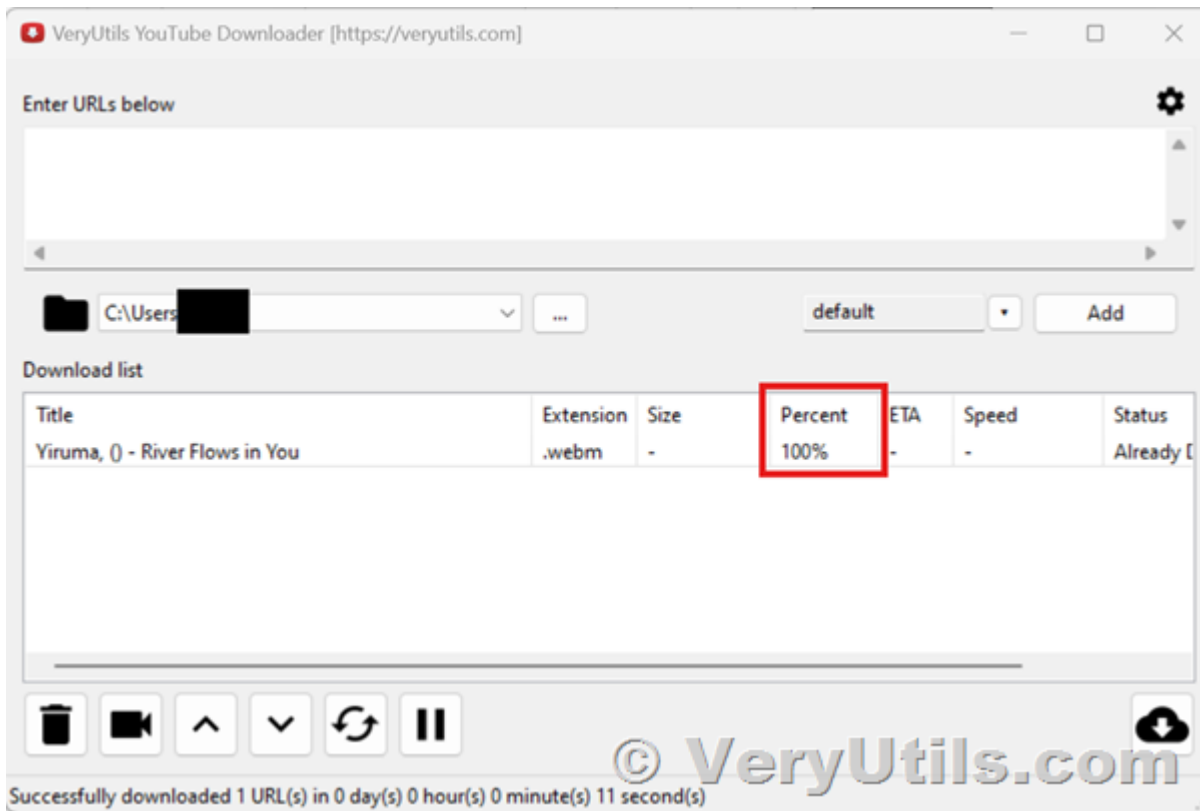 VeryUtils YouTube Downloader [https://veryutils.com]
Enter URLs below
C:\Users
...
default
Add
Download list
Title Extension Size Percent ETA Speed Status
Yiruma, () - River Flows in You .webm - 100% - - Already
© VeryUtils.com
Successfully downloaded 1 URL(s) in 0 day(s) 0 hour(s) 0 minute(s) 11 second(s)